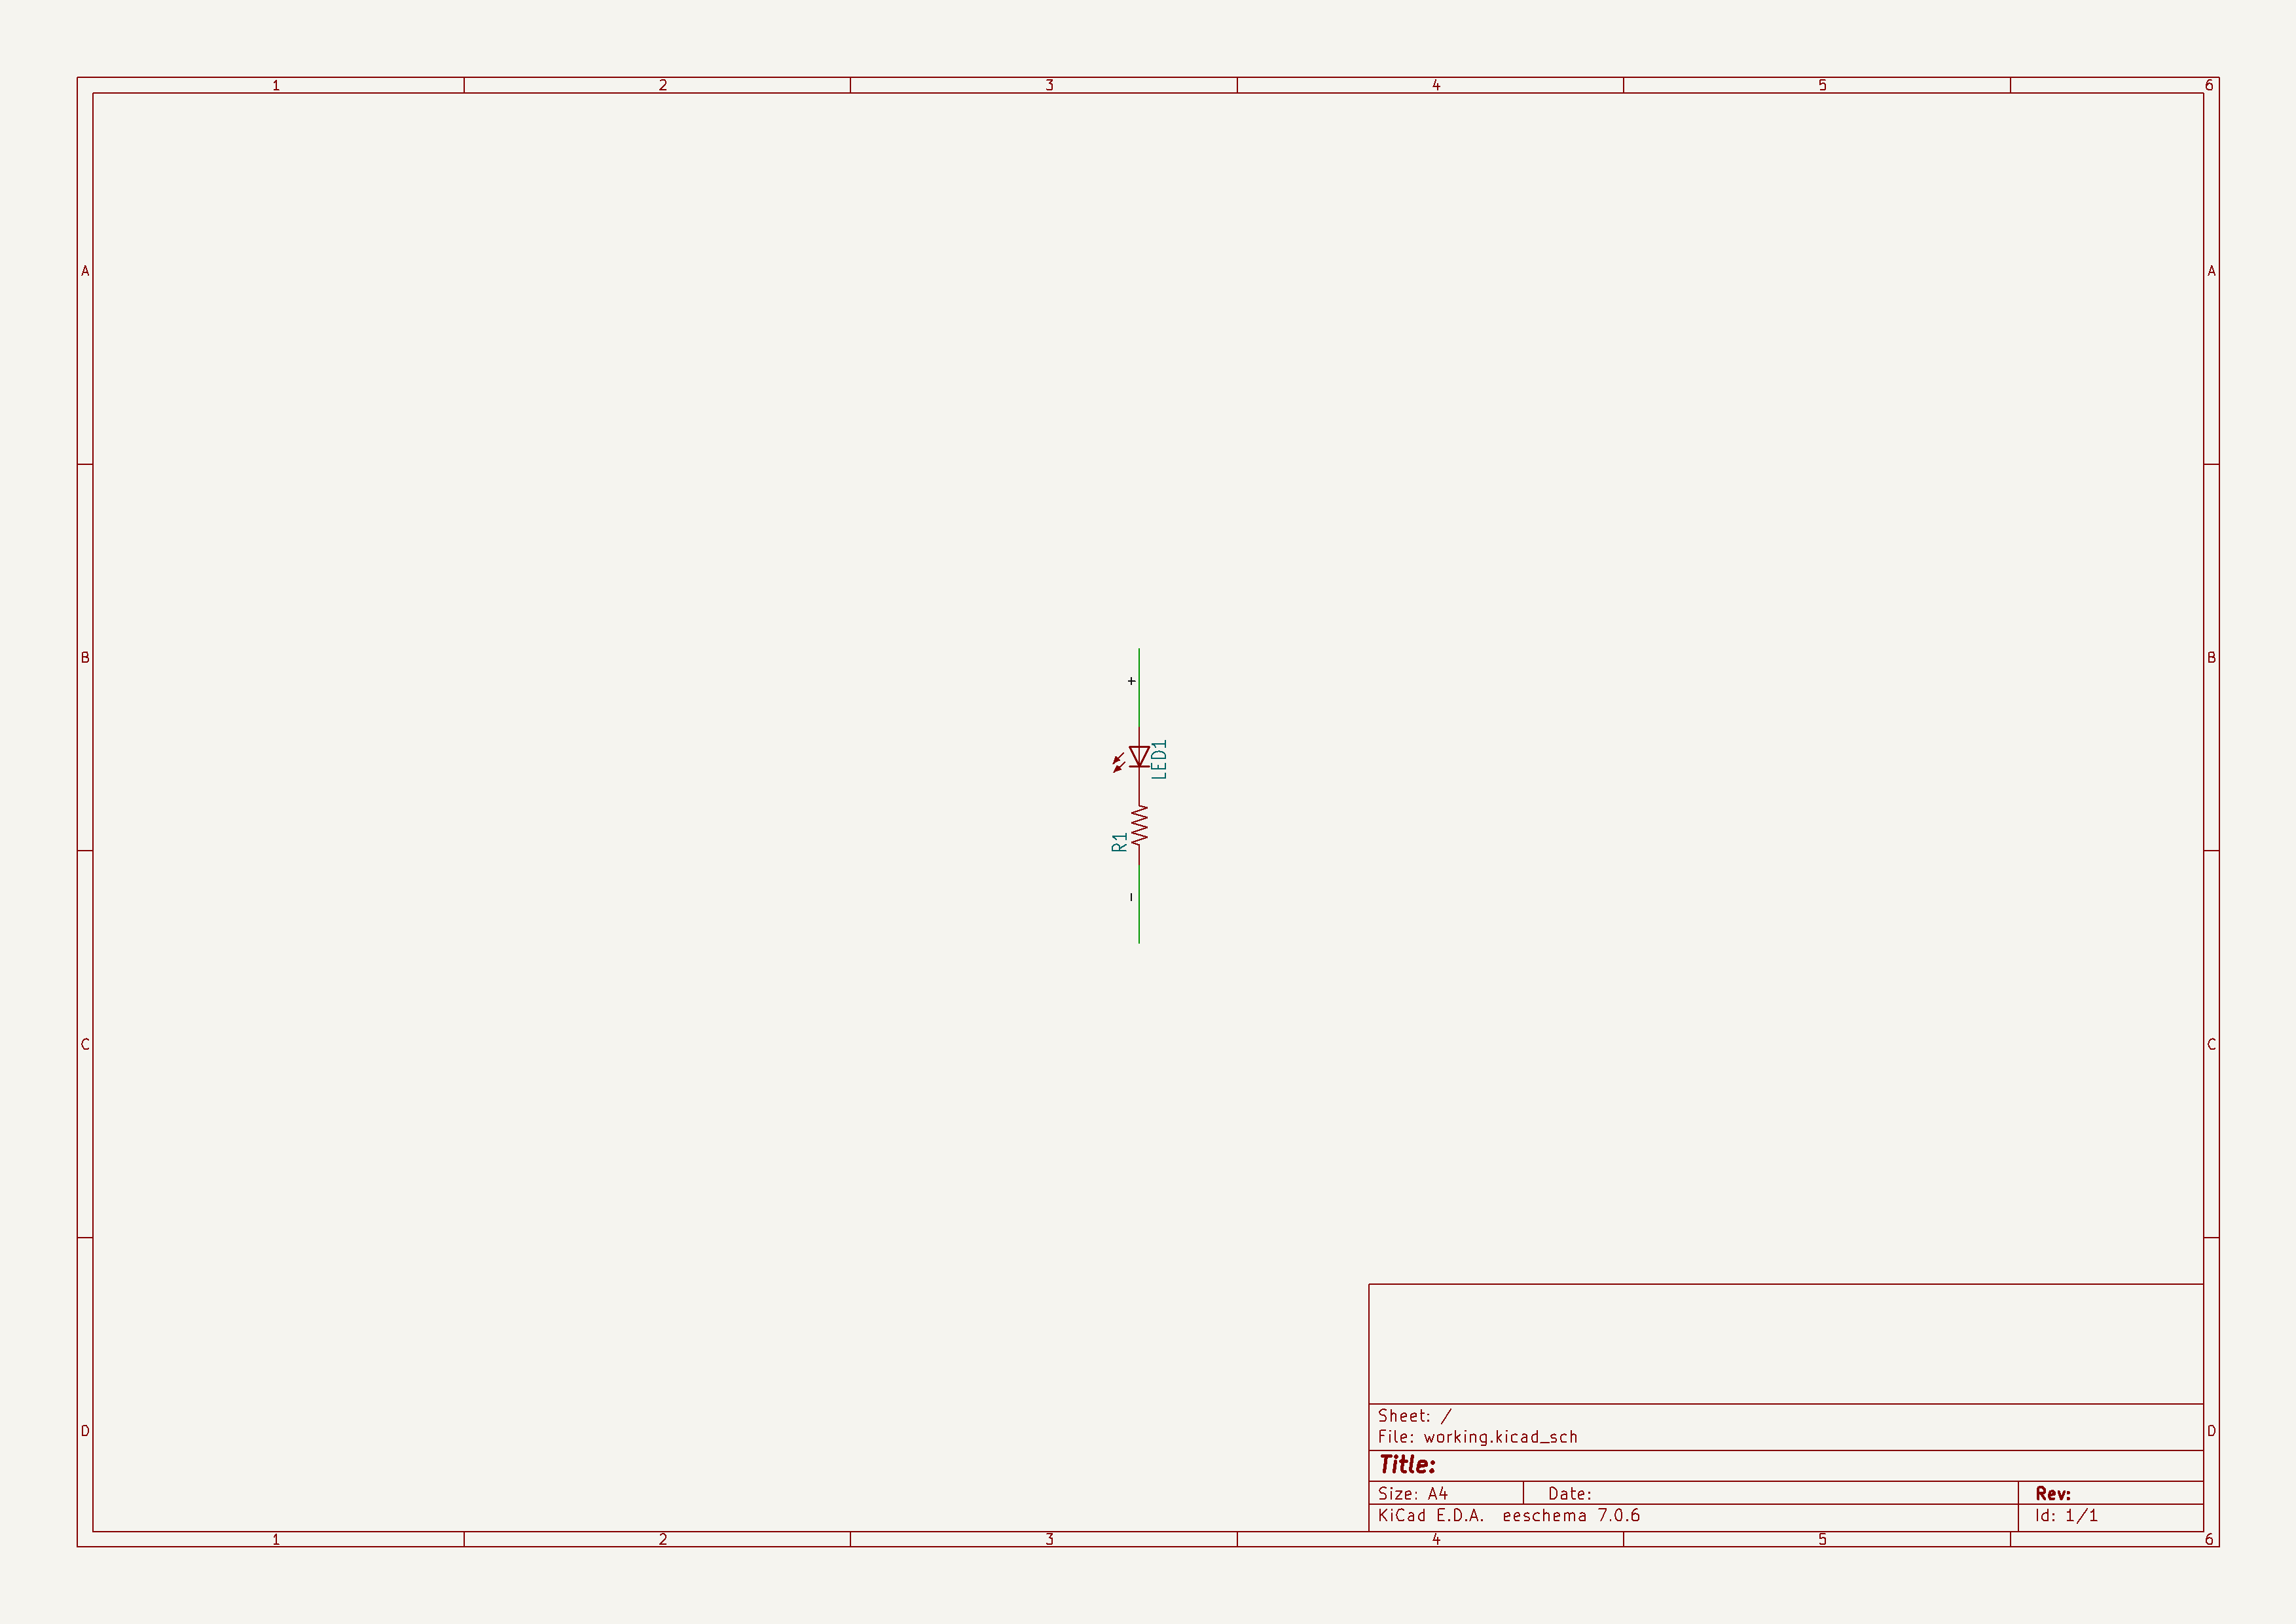 1 2 3 4 5 6
A A
+
B B
LED1
R1
-
C C
Sheet: /
File: working.kicad_sch
D D
Title:
Size: A4 Date: Rev:
KiCad E.D.A. eeschema 7.0.6 Id: 1/1
1 2 3 4 5 6